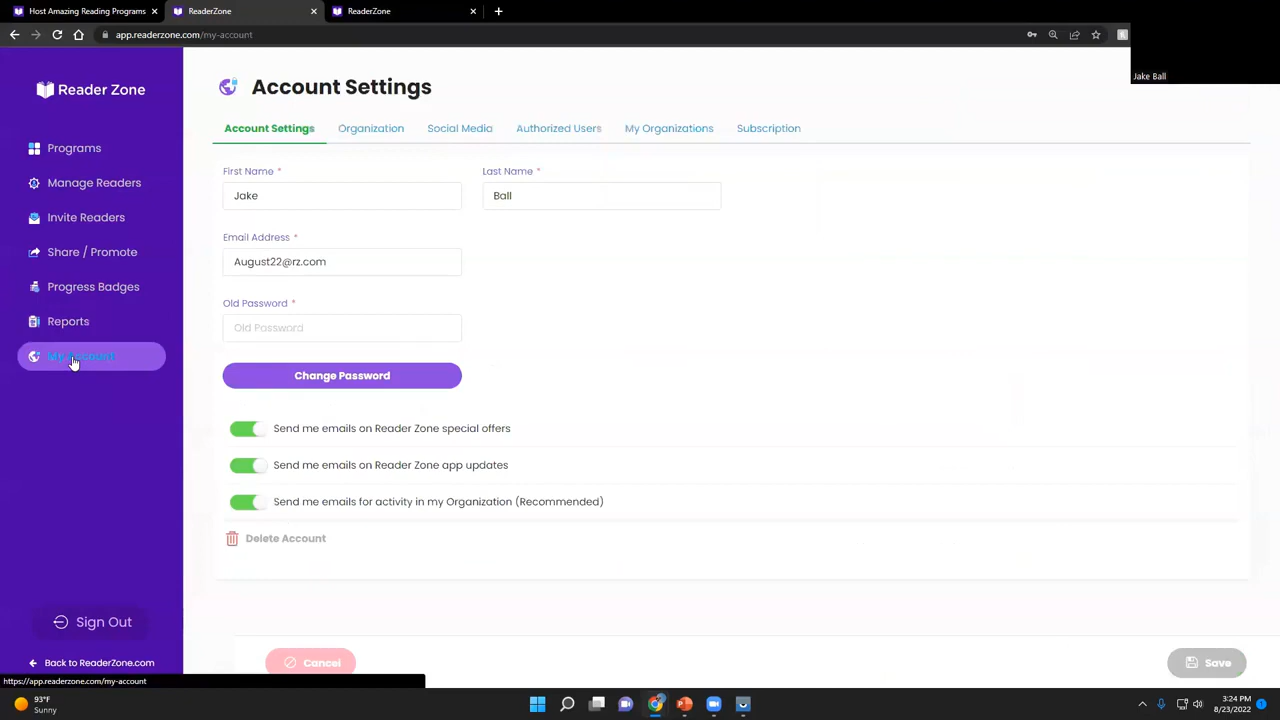 Host Amazing Reading Programs
ReaderZone
ReaderZone
app.readerzone.com/my-account
Jake Ball
Reader Zone
Programs
Manage Readers
Invite Readers
Share / Promote
Progress Badges
Reports
My Account
Sign Out
Back to ReaderZone.com
Account Settings
Account Settings Organization Social Media Authorized Users My Organizations Subscription
First Name * Last Name *
Jake Ball
Email Address *
August22@rz.com
Old Password *
Old Password
Change Password
Send me emails on Reader Zone special offers
Send me emails on Reader Zone app updates
Send me emails for activity in my Organization (Recommended)
Delete Account
Cancel Save
https://app.readerzone.com/my-account
93°F
Sunny
3:24 PM
8/23/2022